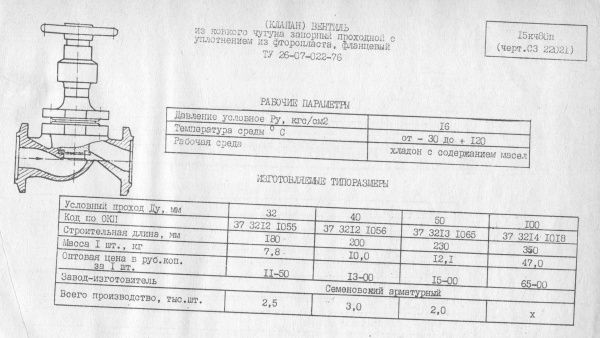 (КЛАПАН) ВЕНТИЛЬ
из ковкого чугуна запорный проходной с
уплотнением из фторопласта, фланцевый
ТУ 26-07-022-76
15кч88п
(черт.СЗ 22021)
РАБОЧИЕ ПАРАМЕТРЫ
Давление условное Ру, кгс/см2 16
Температура среды ° С от - 30 до + 120
Рабочая среда хладон с содержанием масел
ИЗГОТОВЛЯЕМЫЕ ТИПОРАЗМЕРЫ
Условный проход Ду, мм 32 40 50 100
Код по ОКП 37 3212 1055 37 3212 1056 37 3213 1065 37 3214 1018
Строительная длина, мм 180 200 230 350
Масса 1 шт., кг 7,8 10,0 12,1 47,0
Оптовая цена в руб.коп.
за 1 шт. 11-50 13-00 15-00 65-00
Завод-изготовитель Семеновский арматурный
Всего производство, тыс.шт. 2,5 3,0 2,0 х